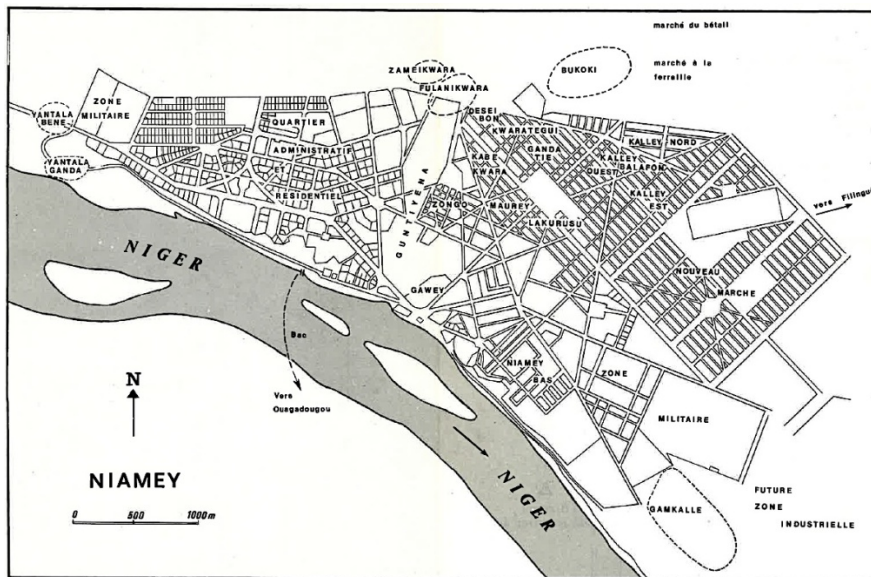 marché du bétail
ZAMEIKWARA
BUKOKI
marché à la
ferraille
FULANIKWARA
ZONE
MILITAIRE
YANTALA
BENE
DESEI
BON
QUARTIER
KWARATEGUI
KALLEY NORD
ADMINISTRATIF
GANDA
TIE
KABE
KWARA
KALLEY
OUEST
BALAFON
ET
YANTALA
GANDA
KALLEY
EST
RESIDENTIEL
ZONGO
MAUREY
vers Filingué
LAKURUSU
GUNTIYENA
NIGER
NOUVEAU
MARCHE
GAWEY
Bac
NIAMEY
BAS
ZONE
N
Vers
Ouagadougou
MILITAIRE
NIAMEY
NIGER
FUTURE
ZONE
INDUSTRIELLE
GAMKALLE
0 500 1000m